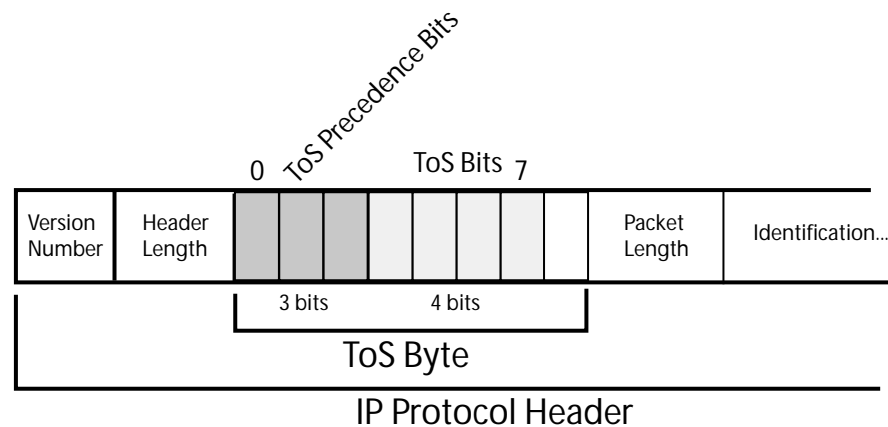 ToS Precedence Bits
0
ToS Bits
7
Version
Number
Header
Length
Packet
Length
Identification...
3 bits
4 bits
ToS Byte
IP Protocol Header